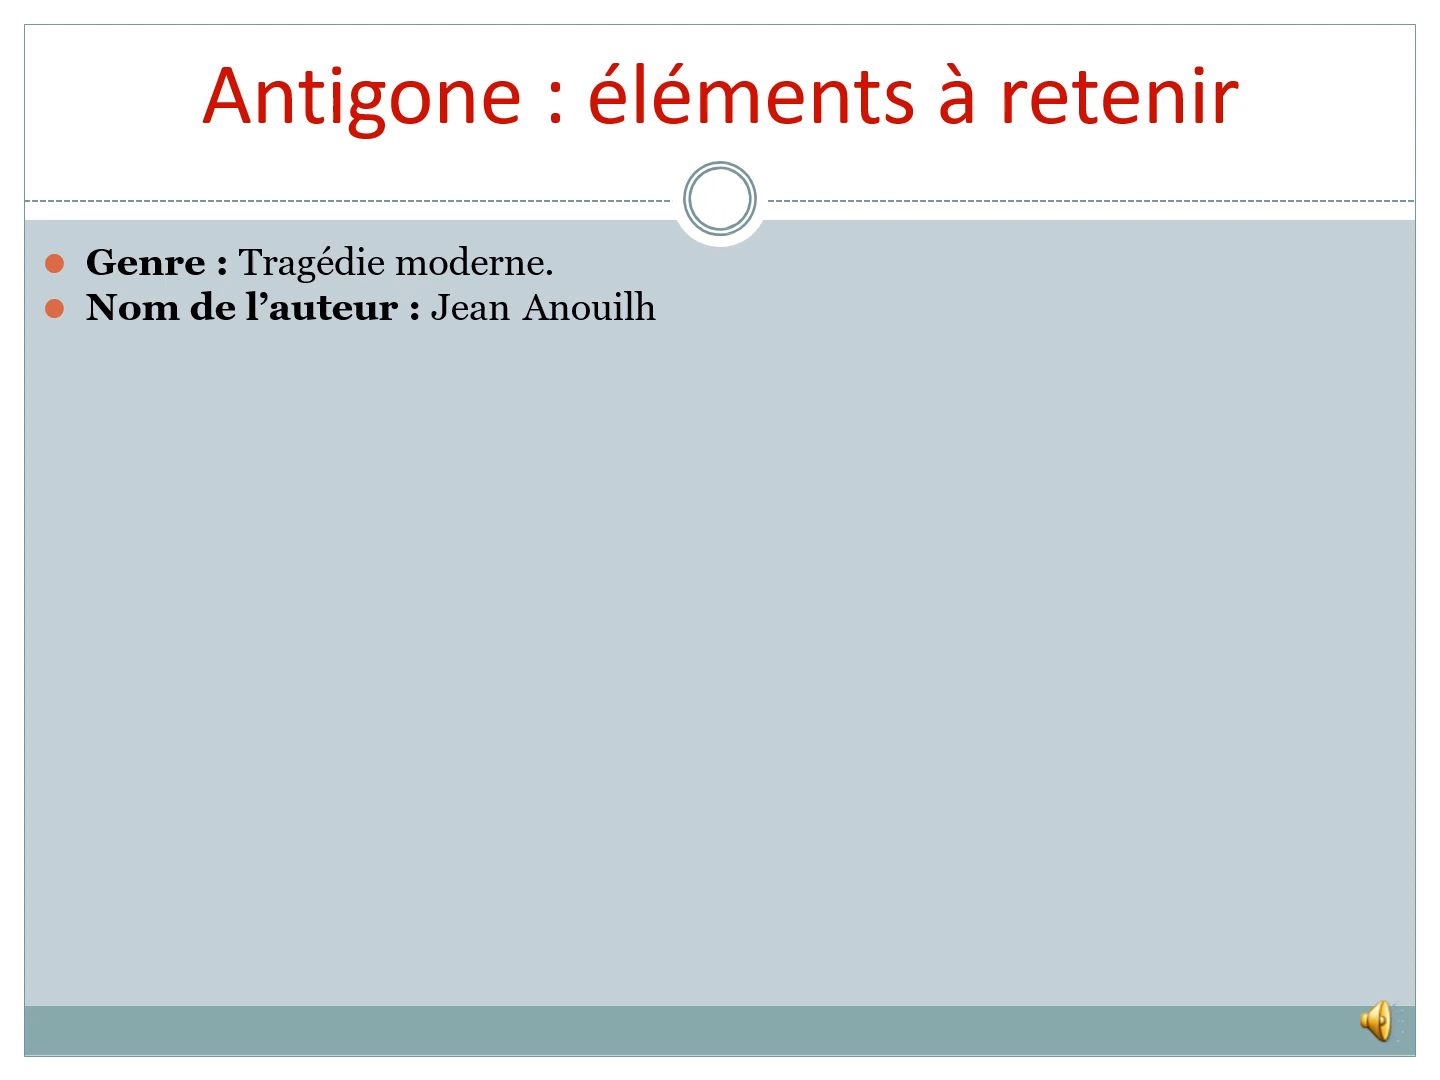 Antigone : éléments à retenir
Genre : Tragédie moderne.
Nom de l’auteur : Jean Anouilh